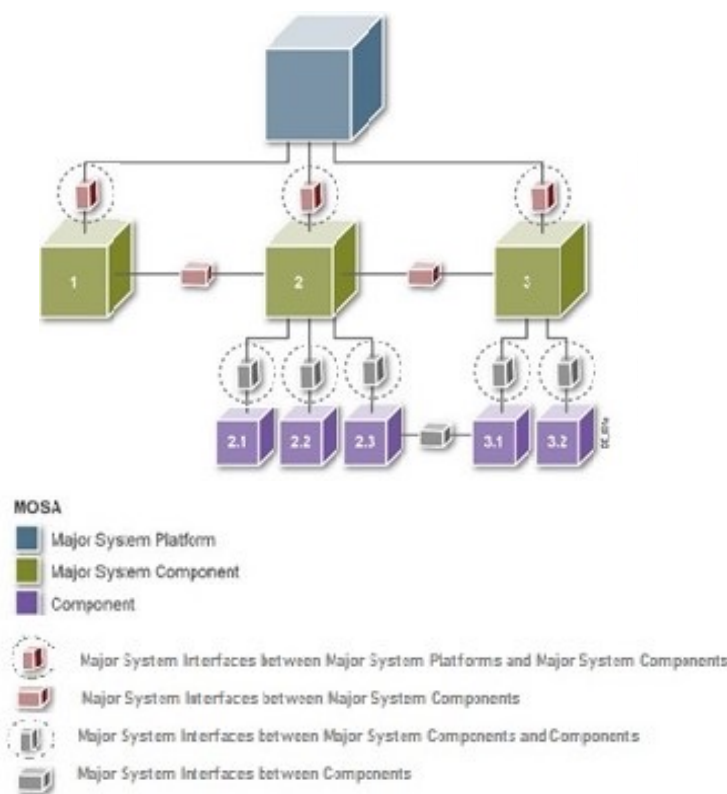 1
2
3
2.1
2.2
2.3
3.1
3.2
MOSA
Major System Platform
Major System Component
Component
Major System Interfaces between Major System Platforms and Major System Components
Major System Interfaces between Major System Components
Major System Interfaces between Major System Components and Components
Major System Interfaces between Components